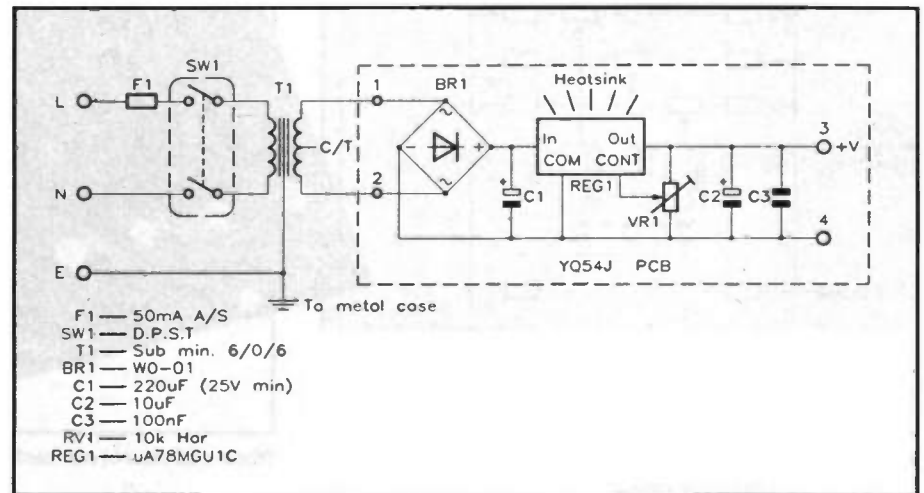 SW1
F1
T1
L
N
E
C/T
1
2
BR1
Heatsink
In
Out
COM
CONT
REG1
C1
VR1
C2
C3
3
+V
4
YQ54J PCB
To metal case
F1 — 50mA A/S
SW1 — D.P.S.T
T1 — Sub min. 6/0/6
BR1 — W0-01
C1 — 220uF (25V min)
C2 — 10uF
C3 — 100nF
RV1 — 10k Hor
REG1 — uA78MGU1C